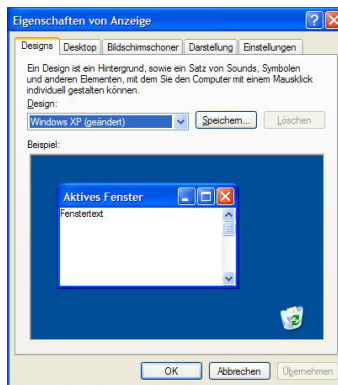 Eigenschaften von Anzeige
Designs Desktop Bildschirmschoner Darstellung Einstellungen
Ein Design ist ein Hintergrund, sowie ein Satz von Sounds, Symbolen
und anderen Elementen, mit dem Sie den Computer mit einem Mausklick
individuell gestalten können.
Design:
Windows XP (geändert) Speichern... Löschen
Beispiel:
Aktives Fenster
Fenstertext
OK Abbrechen Übernehmen